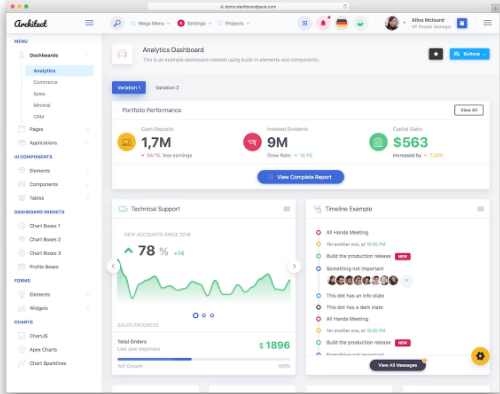 demo.dashboardpack.com
Architect
Mega Menu
Settings
Projects
Alina Mclourd
VP People Manager
MENU
Dashboards
Analytics
Commerce
Sales
Minimal
CRM
Pages
Applications
UI COMPONENTS
Elements
Components
Tables
DASHBOARD WIDGETS
Chart Boxes 1
Chart Boxes 2
Chart Boxes 3
Profile Boxes
FORMS
Elements
Widgets
CHARTS
ChartJS
Apex Charts
Chart Sparklines
Analytics Dashboard
This is an example dashboard created using build-in elements and components.
Buttons
Variation 1
Variation 2
Portfolio Performance
View All
Cash Deposits
1,7M
54.1% less earnings
Invested Dividends
9M
Grow Rate: 14.1%
Capital Gains
$563
Increased by 7.35%
View Complete Report
Technical Support
NEW ACCOUNTS SINCE 2018
78 %
+14
SALES PROGRESS
Total Orders
Last year expenses
$ 1896
YoY Growth
100%
Timeline Example
All Hands Meeting
Yet another one, at 15:00 PM
Build the production release NEW
Something not important
+
This dot has an info state
This dot has a dark state
All Hands Meeting
Yet another one, at 15:00 PM
Build the production release NEW
Something not important
View All Messages